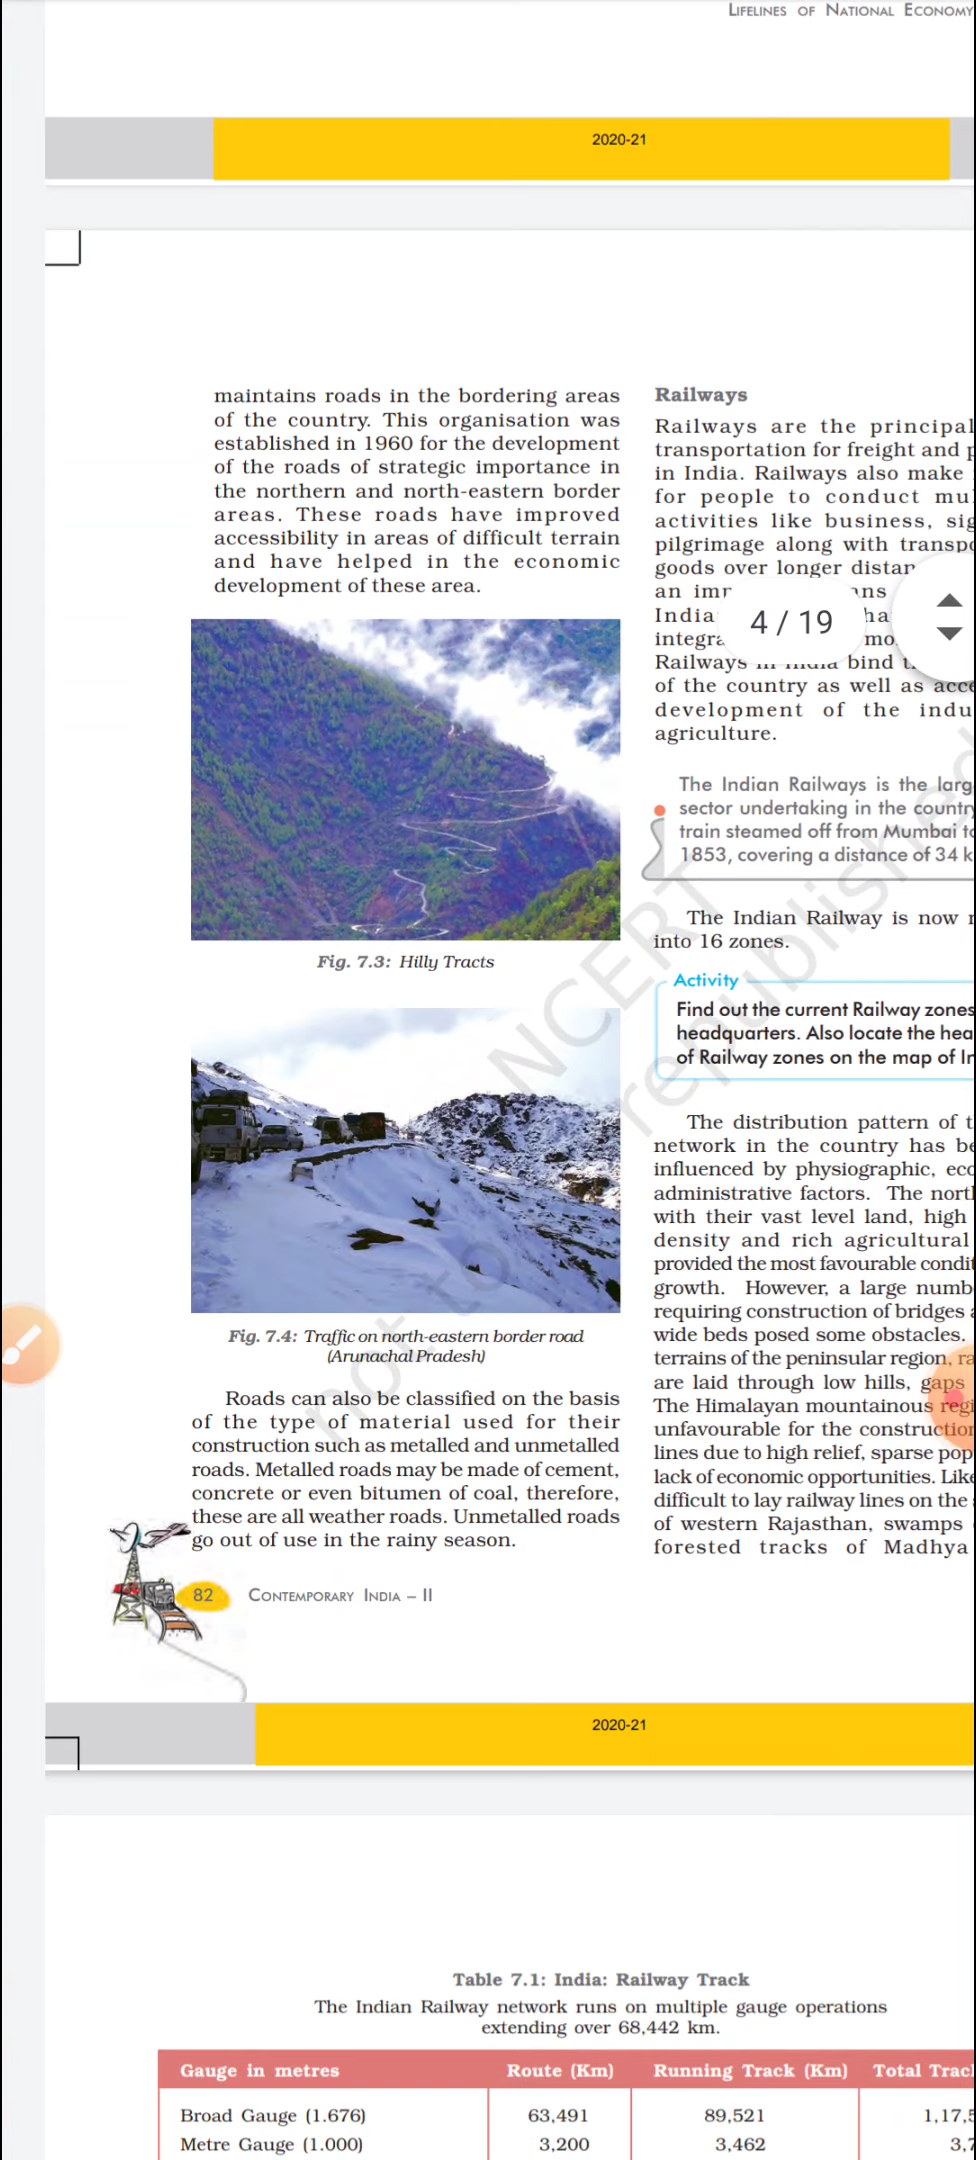 LIFELINES OF NATIONAL ECONOMY
2020-21
maintains roads in the bordering areas
of the country. This organisation was
established in 1960 for the development
of the roads of strategic importance in
the northern and north-eastern border
areas. These roads have improved
accessibility in areas of difficult terrain
and have helped in the economic
development of these area.
Fig. 7.3: Hilly Tracts
Fig. 7.4: Traffic on north-eastern border road
(Arunachal Pradesh)
Roads can also be classified on the basis
of the type of material used for their
construction such as metalled and unmetalled
roads. Metalled roads may be made of cement,
concrete or even bitumen of coal, therefore,
these are all weather roads. Unmetalled roads
go out of use in the rainy season.
Railways
Railways are the principal
transportation for freight and
in India. Railways also make
for people to conduct
activities like business,
pilgrimage along with
goods over longer
an
India
4 / 19
Railways in India bind
of the country as well as
development of the
agriculture.
The Indian Railways is the
sector undertaking in the country
train steamed off from Mumbai
1853, covering a distance of 34
The Indian Railway is now
into 16 zones.
Activity
Find out the current Railway zones
headquarters. Also locate the
of Railway zones on the map of
The distribution pattern of
network in the country has
influenced by physiographic,
administrative factors. The
with their vast level land, high
density and rich agricultural
provided the most favourable
growth. However, a large
requiring construction of bridges
wide beds posed some obstacles.
terrains of the peninsular region,
are laid through low hills, gaps
The Himalayan mountainous
unfavourable for the construction
lines due to high relief, sparse
lack of economic opportunities.
difficult to lay railway lines on the
of western Rajasthan, swamps
forested tracks of Madhya
82 CONTEMPORARY INDIA – II
NCERT
not to
republished
2020-21
Table 7.1: India: Railway Track
The Indian Railway network runs on multiple gauge operations
extending over 68,442 km.
Gauge in metres Route (Km) Running Track (Km) Total
Broad Gauge (1.676) 63,491 89,521
Metre Gauge (1.000) 3,200 3,462